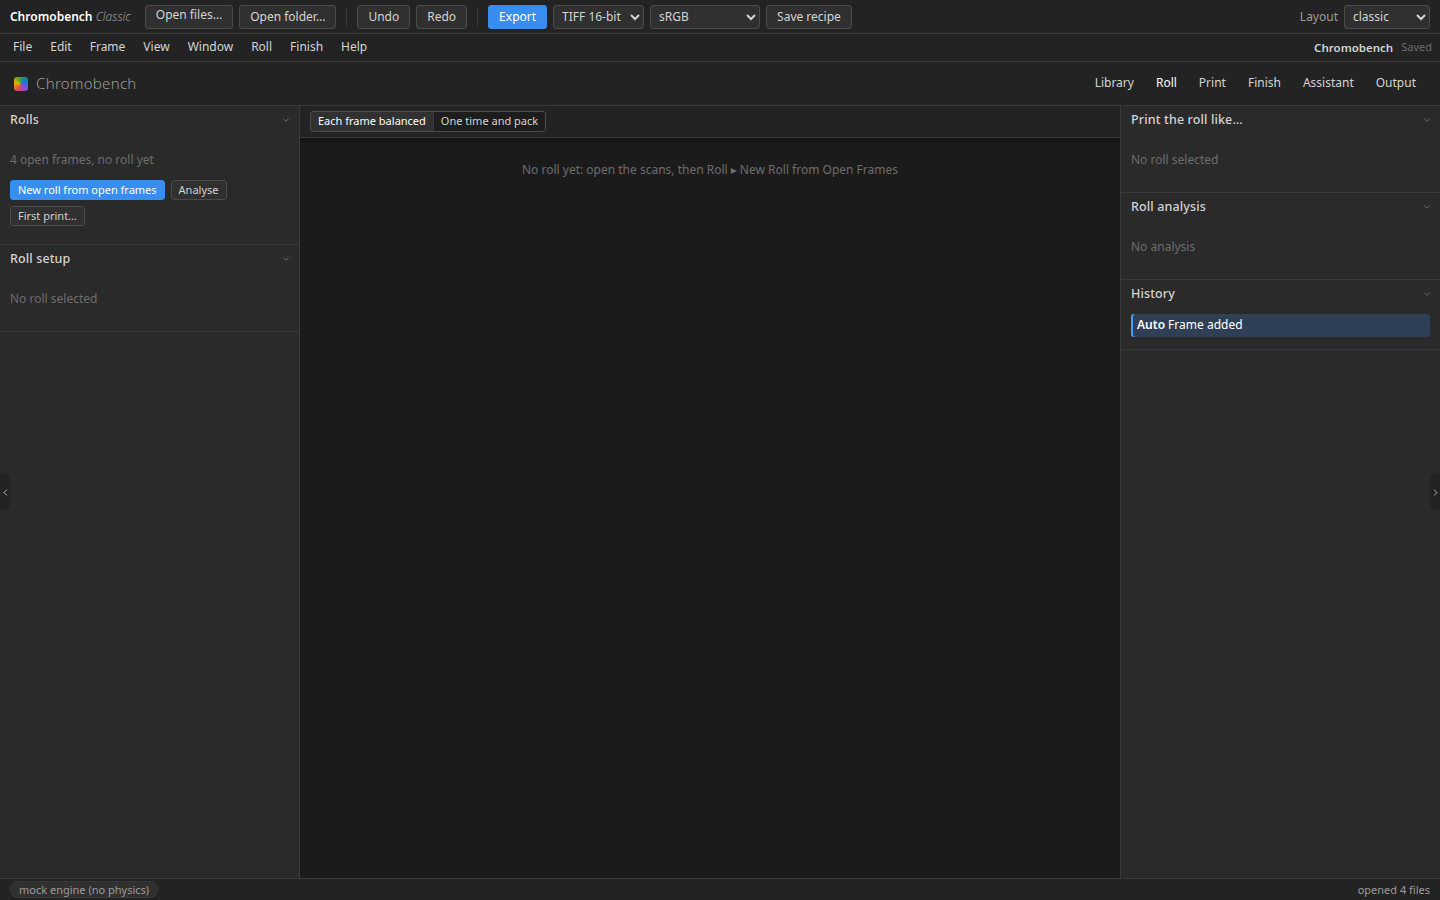 Chromobench Classic Open files... Open folder... Undo Redo Export TIFF 16-bit sRGB Save recipe Layout classic
File Edit Frame View Window Roll Finish Help Chromobench Saved
Chromobench Library Roll Print Finish Assistant Output
Rolls
4 open frames, no roll yet
New roll from open frames Analyse
First print...
Roll setup
No roll selected
Each frame balanced One time and pack
No roll yet: open the scans, then Roll ▸ New Roll from Open Frames
Print the roll like...
No roll selected
Roll analysis
No analysis
History
Auto Frame added
mock engine (no physics) opened 4 files